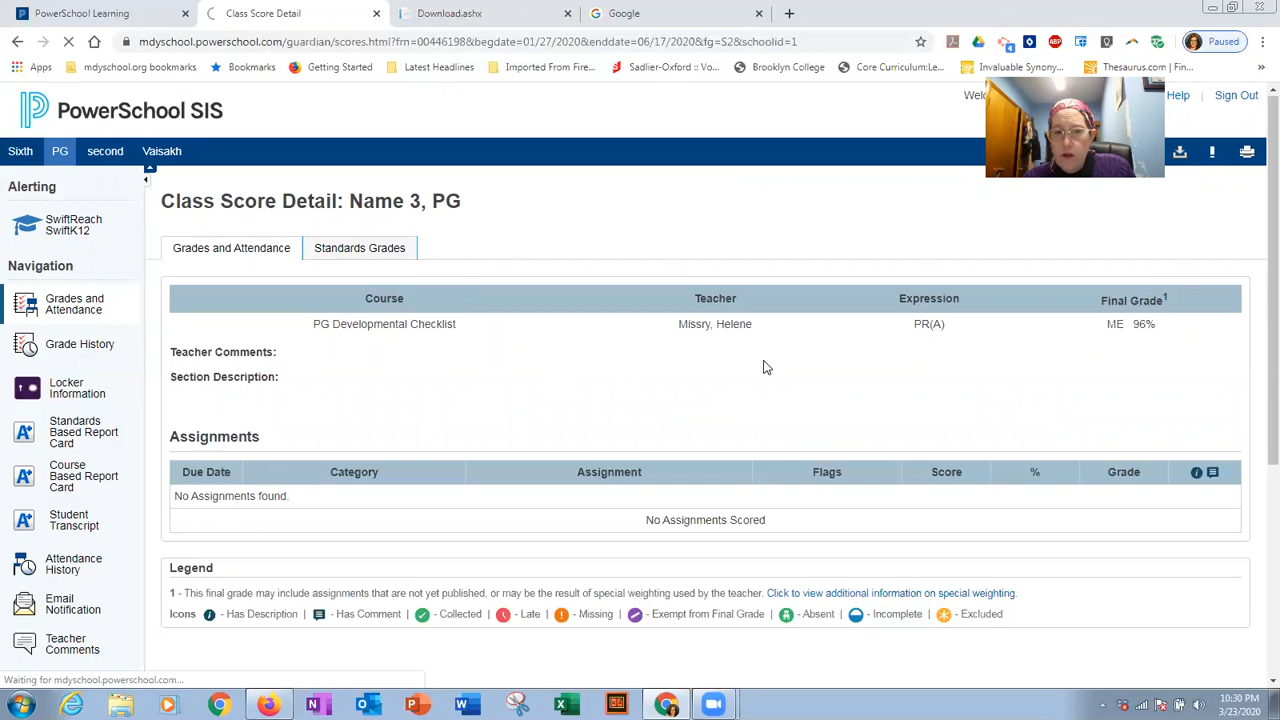 PowerSchool Learning
Class Score Detail
Download.ashx
Google
mdyschool.powerschool.com/guardian/scores.html?frn=00446198&begdate=01/27/2020&enddate=06/17/2020&fg=S2&schoolid=1
Paused
Apps
mdyschool.org bookmarks
Bookmarks
Getting Started
Latest Headlines
Imported From Fire...
Sadlier-Oxford :: Vo...
Brooklyn College
Core Curriculum:Le...
Invaluable Synony...
Thesaurus.com | Fin...
PowerSchool SIS
Welc
Help
Sign Out
Sixth
PG
second
Vaisakh
Alerting
SwiftReach
SwiftK12
Navigation
Grades and
Attendance
Grade History
Locker
Information
Standards
Based Report
Card
Course
Based Report
Card
Student
Transcript
Attendance
History
Email
Notification
Teacher
Comments
Class Score Detail: Name 3, PG
Grades and Attendance
Standards Grades
Course Teacher Expression Final Grade1
PG Developmental Checklist Missry, Helene PR(A) ME 96%
Teacher Comments:
Section Description:
Assignments
Due Date Category Assignment Flags Score % Grade
No Assignments found.
No Assignments Scored
Legend
1 - This final grade may include assignments that are not yet published, or may be the result of special weighting used by the teacher. Click to view additional information on special weighting.
Icons - Has Description | - Has Comment | - Collected | - Late | - Missing | - Exempt from Final Grade | - Absent | - Incomplete | - Excluded
Waiting for mdyschool.powerschool.com...
10:30 PM
3/23/2020